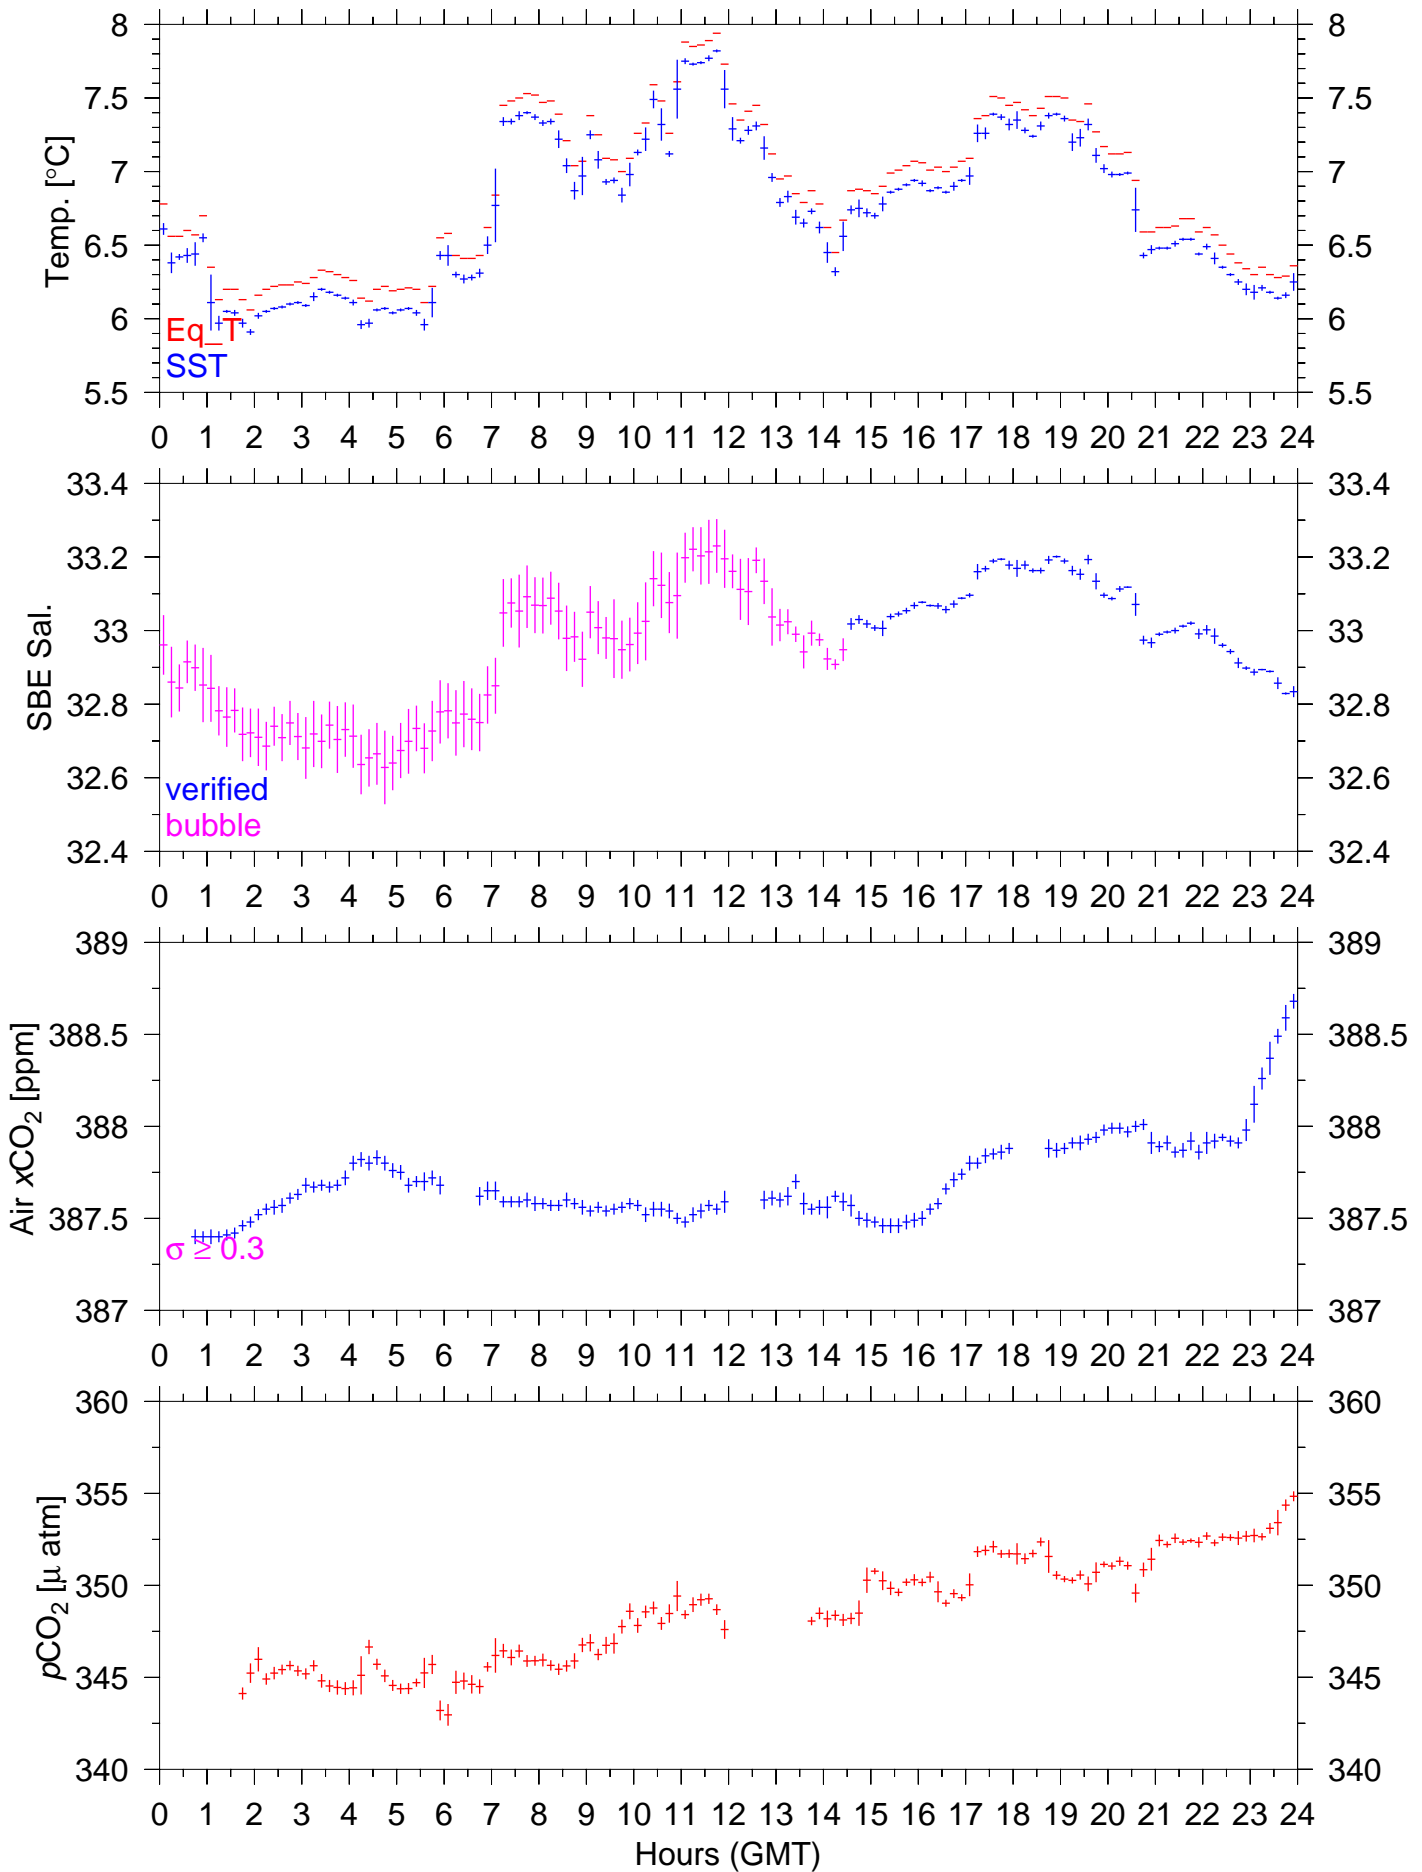 8 8
7.5 7.5
7 7
6.5 6.5
6 6
5.5 5.5
Temp. [°C]
Eq_T
SST
0 1 2 3 4 5 6 7 8 9 10 11 12 13 14 15 16 17 18 19 20 21 22 23 24
33.4 33.4
33.2 33.2
33 33
32.8 32.8
32.6 32.6
32.4 32.4
SBE Sal.
verified
bubble
0 1 2 3 4 5 6 7 8 9 10 11 12 13 14 15 16 17 18 19 20 21 22 23 24
389 389
388.5 388.5
388 388
387.5 387.5
387 387
Air xCO₂ [ppm]
σ ≥ 0.3
0 1 2 3 4 5 6 7 8 9 10 11 12 13 14 15 16 17 18 19 20 21 22 23 24
360 360
355 355
350 350
345 345
340 340
pCO₂ [µ atm]
0 1 2 3 4 5 6 7 8 9 10 11 12 13 14 15 16 17 18 19 20 21 22 23 24
Hours (GMT)